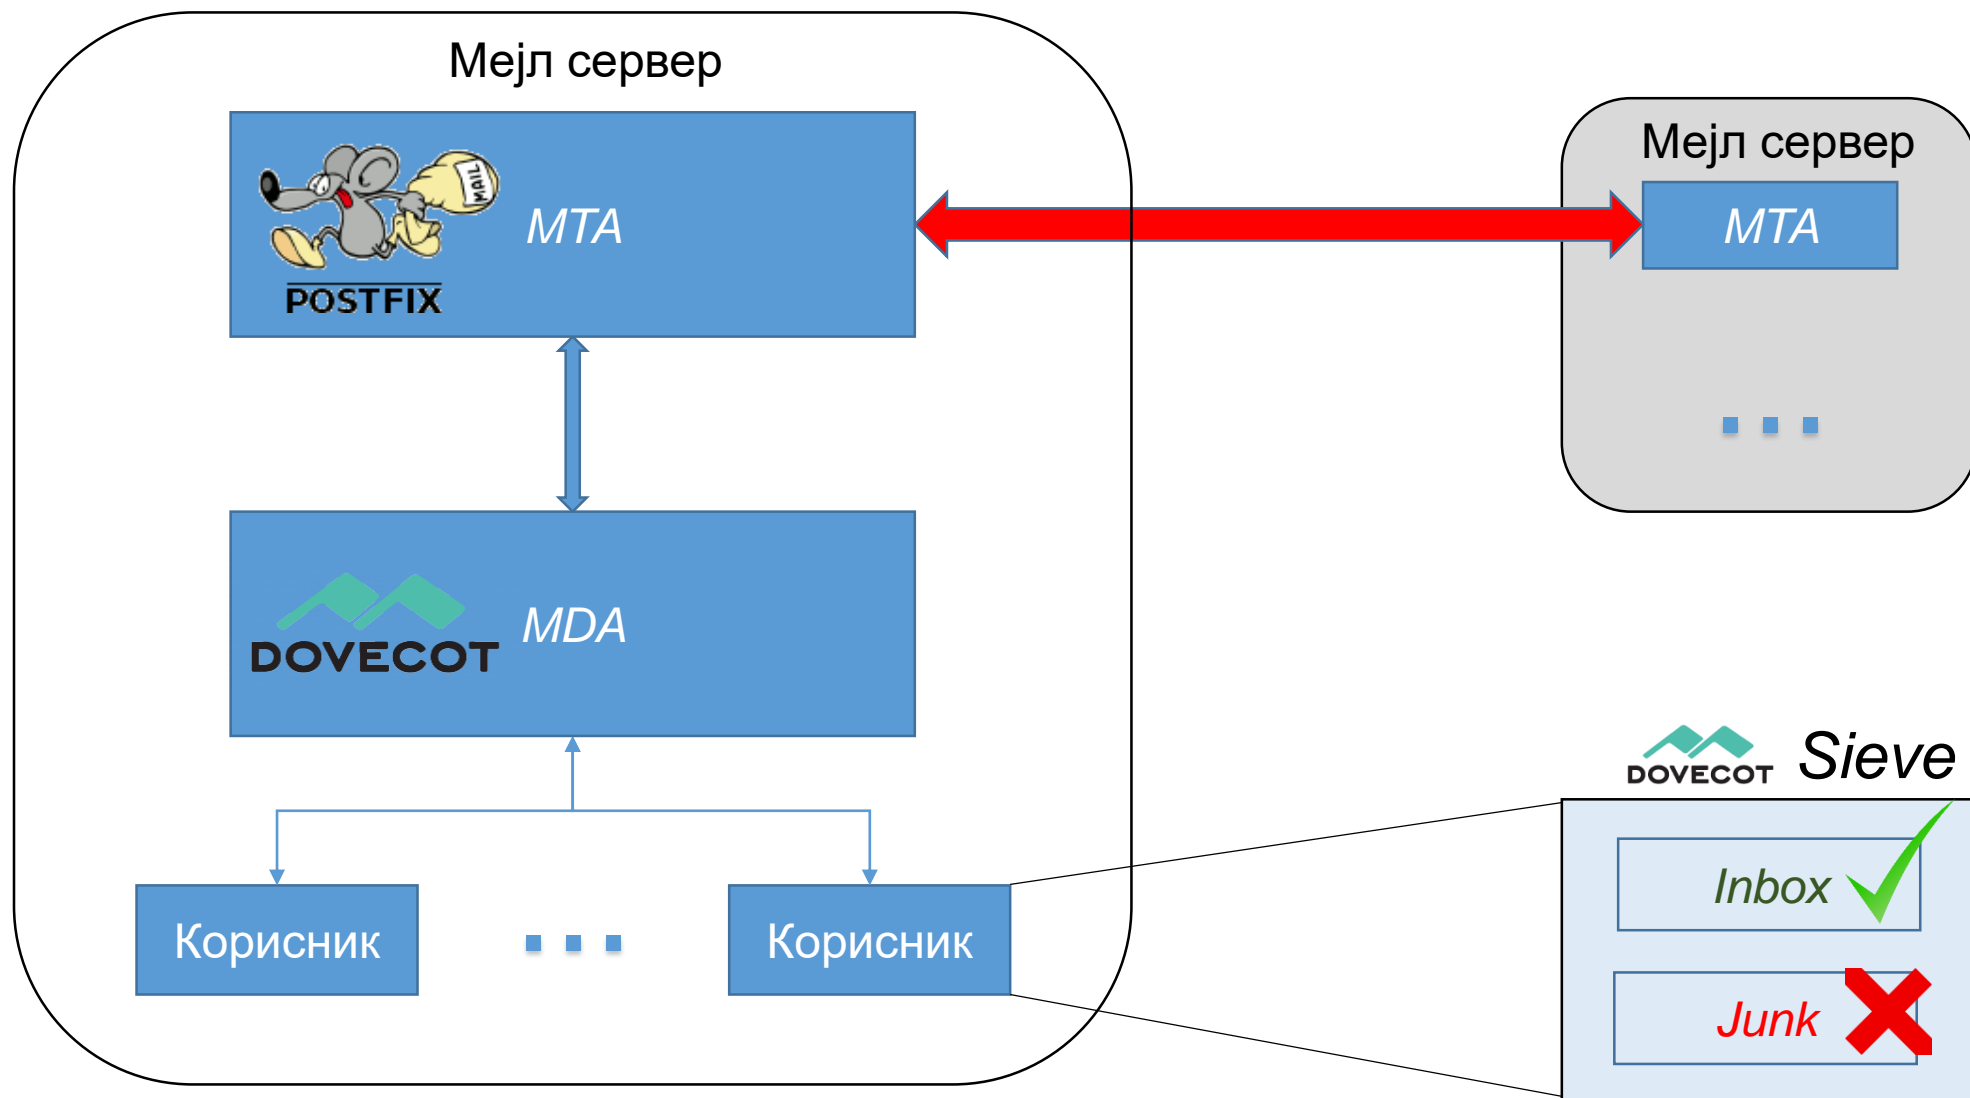 Мејл сервер
MAIL
POSTFIX
MTA
Мејл сервер
MTA
DOVECOT
MDA
DOVECOT
Sieve
Корисник
Корисник
Inbox
Junk